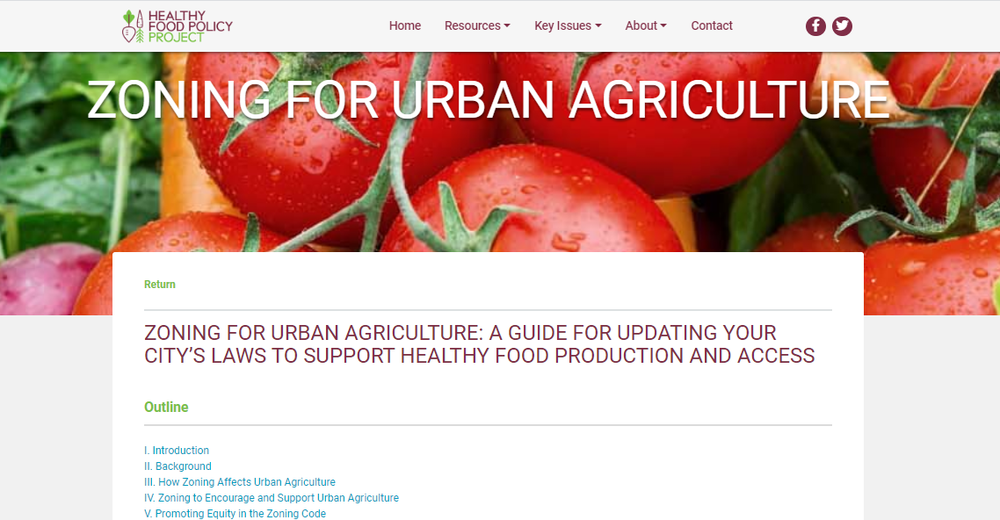 HEALTHY
FOOD POLICY
PROJECT
Home Resources Key Issues About Contact
ZONING FOR URBAN AGRICULTURE
Return
ZONING FOR URBAN AGRICULTURE: A GUIDE FOR UPDATING YOUR
CITY’S LAWS TO SUPPORT HEALTHY FOOD PRODUCTION AND ACCESS
Outline
I. Introduction
II. Background
III. How Zoning Affects Urban Agriculture
IV. Zoning to Encourage and Support Urban Agriculture
V. Promoting Equity in the Zoning Code